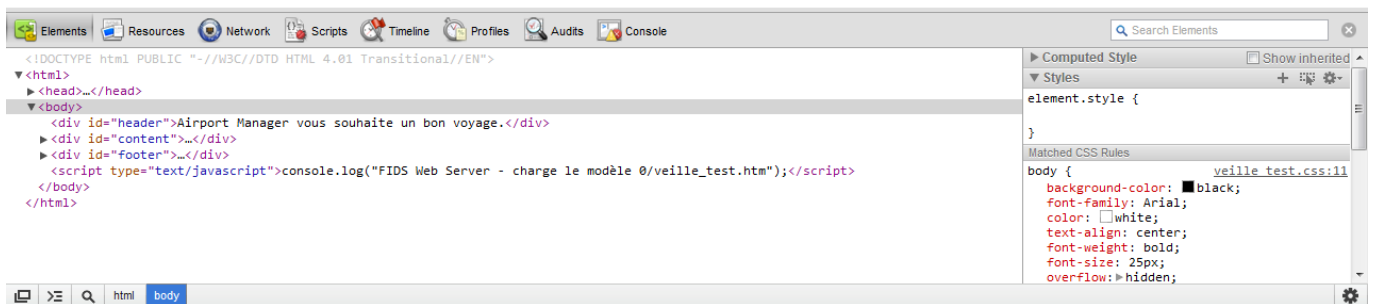 Elements Resources Network Scripts Timeline Profiles Audits Console Search Elements
<!DOCTYPE html PUBLIC "-//W3C//DTD HTML 4.01 Transitional//EN">
▼<html>
▶<head>…</head>
▼<body>
<div id="header">Airport Manager vous souhaite un bon voyage.</div>
▶<div id="content">…</div>
▶<div id="footer">…</div>
<script type="text/javascript">console.log("FIDS Web Server - charge le modèle 0/veille_test.htm");</script>
</body>
</html>
▶ Computed Style Show inherited
▼ Styles
element.style {
}
Matched CSS Rules
body { veille_test.css:11
background-color: black;
font-family: Arial;
color: white;
text-align: center;
font-weight: bold;
font-size: 25px;
overflow:▶hidden;
html body